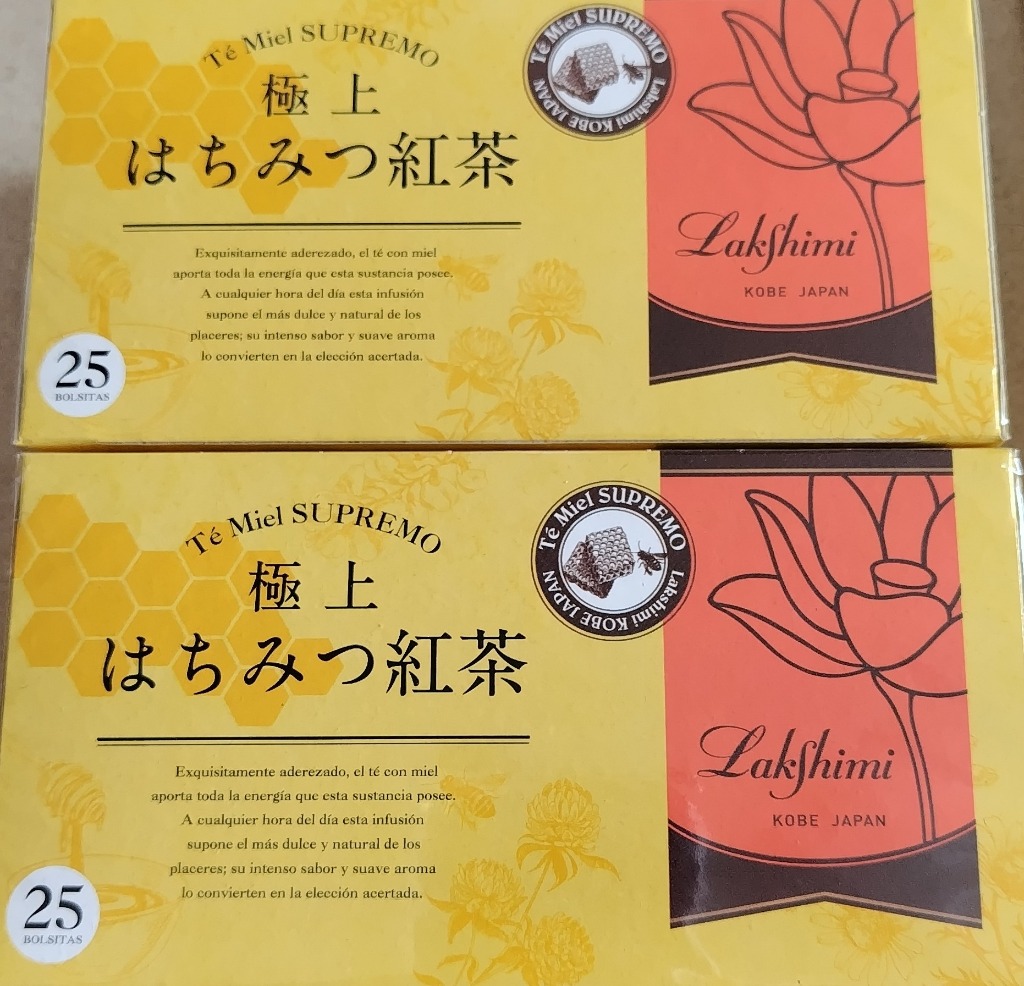 Té Miel SUPREMO
極上
はちみつ紅茶
Exquisitamente aderezado, el té con miel
aporta toda la energía que esta sustancia posee.
A cualquier hora del día esta infusión
supone el más dulce y natural de los
placeres; su intenso sabor y suave aroma
lo convierten en la elección acertada.
25
BOLSITAS
Té Miel SUPREMO
Lakshimi KOBE JAPAN
Lakshimi
KOBE JAPAN
Té Miel SUPREMO
極上
はちみつ紅茶
Exquisitamente aderezado, el té con miel
aporta toda la energía que esta sustancia posee.
A cualquier hora del día esta infusión
supone el más dulce y natural de los
placeres; su intenso sabor y suave aroma
lo convierten en la elección acertada.
25
BOLSITAS
Té Miel SUPREMO
Lakshimi KOBE JAPAN
Lakshimi
KOBE JAPAN